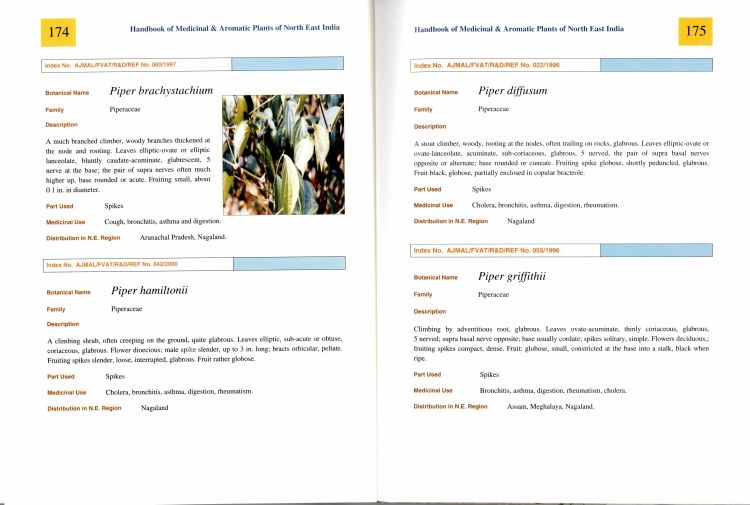 174
Handbook of Medicinal & Aromatic Plants of North East India
Index No. AJMAL/FVAT/R&D/REF No. 060/1997
Botanical Name Piper brachystachium
Family Piperaceae
Description
A much branched climber, woody branches thickened at
the node and rooting. Leaves elliptic-ovate or elliptic
lanceolate, bluntly caudate-acuminate, glabrescent, 5
nerve at the base; the pair of supra nerves often much
higher up, base rounded or acute. Fruiting small, about
0.1 in. in diameter.
Part Used Spikes
Medicinal Use Cough, bronchitis, asthma and digestion.
Distribution in N.E. Region Arunachal Pradesh, Nagaland.
Index No. AJMAL/FVAT/R&D/REF No. 042/2000
Botanical Name Piper hamiltonii
Family Piperaceae
Description
A climbing shrub, often creeping on the ground, quite glabrous. Leaves elliptic, sub-acute or obtuse,
coriaceous, glabrous. Flower dioecious; male spike slender, up to 3 in. long; bracts orbicular, peltate.
Fruiting spikes slender, loose, interrupted, glabrous. Fruit rather globose.
Part Used Spikes
Medicinal Use Cholera, bronchitis, asthma, digestion, rheumatism.
Distribution in N.E. Region Nagaland
Handbook of Medicinal & Aromatic Plants of North East India
175
Index No. AJMAL/FVAT/R&D/REF No. 022/1996
Botanical Name Piper diffusum
Family Piperaceae
Description
A stout climber, woody, rooting at the nodes, often trailing on rocks, glabrous. Leaves elliptic-ovate or
ovate-lanceolate, acuminate, sub-coriaceous, glabrous, 5 nerved, the pair of supra basal nerves
opposite or alternate; base rounded or cuneate. Fruiting spike globose, shortly peduncled, glabrous.
Fruit black, globose, partially enclosed in copular bracteole.
Part Used Spikes
Medicinal Use Cholera, bronchitis, asthma, digestion, rheumatism.
Distribution in N.E. Region Nagaland
Index No. AJMAL/FVAT/R&D/REF No. 055/1996
Botanical Name Piper griffithii
Family Piperaceae
Description
Climbing by adventitious root, glabrous. Leaves ovate-acuminate, thinly coriaceous, glabrous,
5 nerved; supra basal nerve opposite; base usually cordate; spikes solitary, simple. Flowers deciduous,;
fruiting spikes compact, dense. Fruit: globose, small, constricted at the base into a stalk, black when
ripe.
Part Used Spikes
Medicinal Use Bronchitis, asthma, digestion, rheumatism, cholera.
Distribution in N.E. Region Assam, Meghalaya, Nagaland.